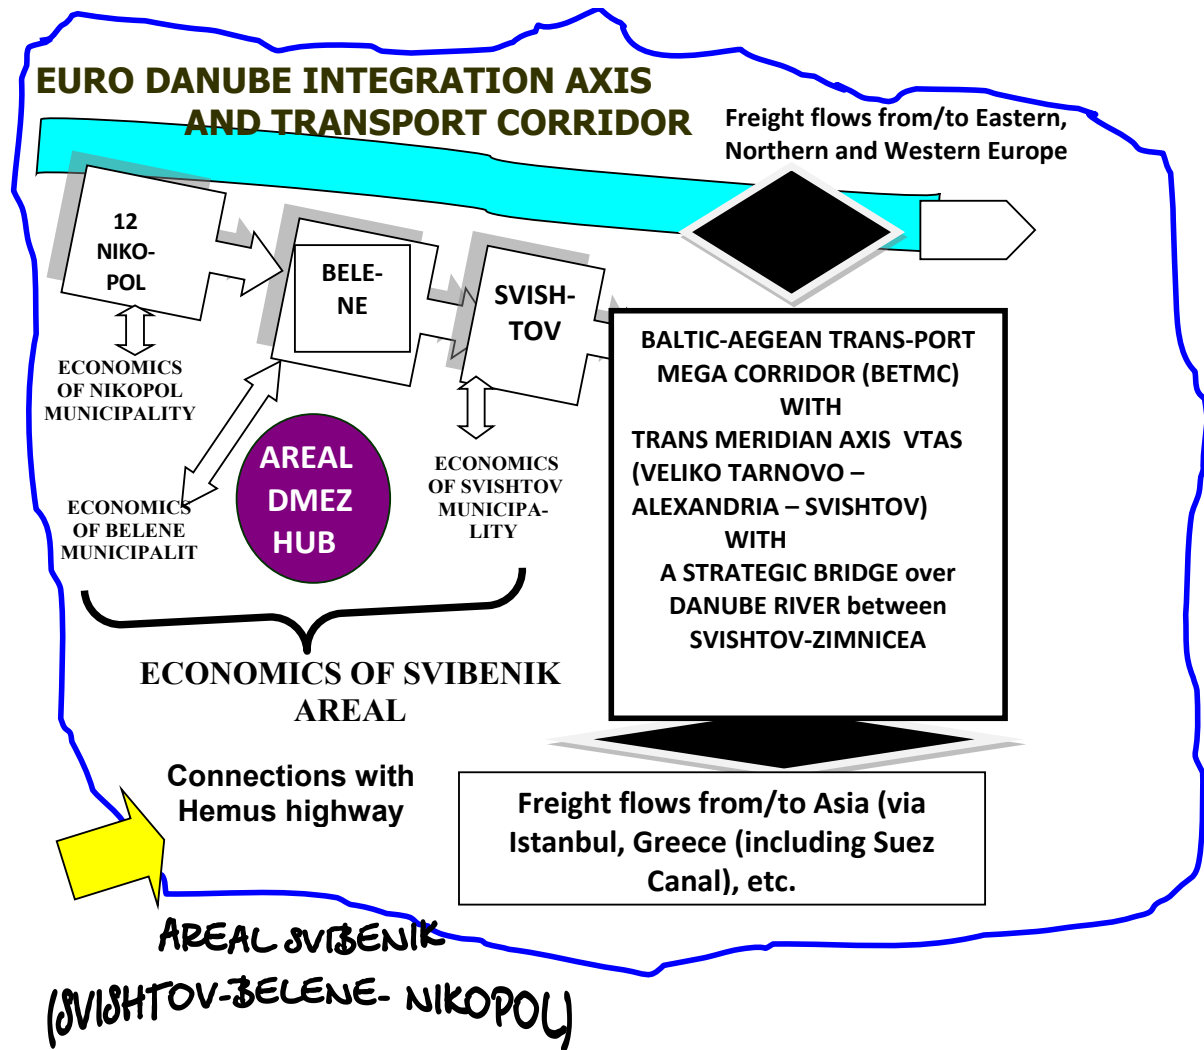 EURO DANUBE INTEGRATION AXIS
AND TRANSPORT CORRIDOR
Freight flows from/to Eastern,
Northern and Western Europe
12
NIKO-
POL
BELE-
NE
SVISH-
TOV
ECONOMICS
OF NIKOPOL
MUNICIPALITY
ECONOMICS
OF BELENE
MUNICIPALIT
AREAL
DMEZ
HUB
ECONOMICS
OF SVISHTOV
MUNICIPA-
LITY
BALTIC-AEGEAN TRANS-PORT
MEGA CORRIDOR (BETMC)
WITH
TRANS MERIDIAN AXIS VTAS
(VELIKO TARNOVO –
ALEXANDRIA – SVISHTOV)
WITH
A STRATEGIC BRIDGE over
DANUBE RIVER between
SVISHTOV-ZIMNICEA
ECONOMICS OF SVIBENIK
AREAL
Connections with
Hemus highway
Freight flows from/to Asia (via
Istanbul, Greece (including Suez
Canal), etc.
AREAL SVIBENIK
(SVISHTOV-BELENE- NIKOPOL)